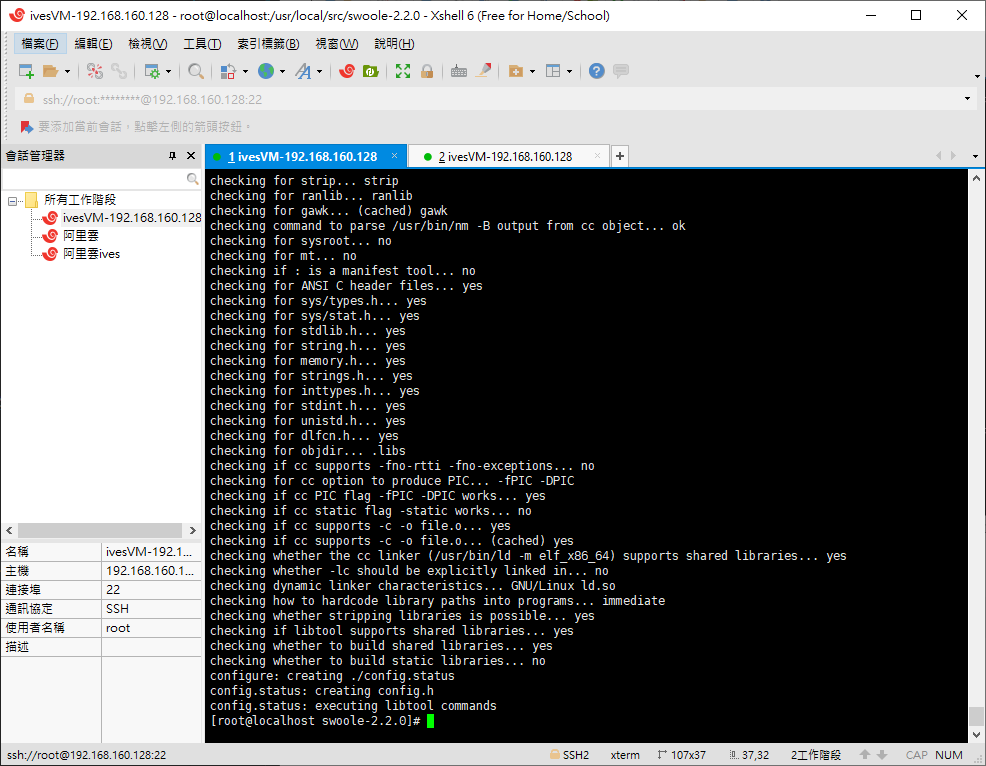 ivesVM-192.168.160.128 - root@localhost:/usr/local/src/swoole-2.2.0 - Xshell 6 (Free for Home/School)
檔案(F) 編輯(E) 檢視(V) 工具(T) 索引標籤(B) 視窗(W) 說明(H)
ssh://root:********@192.168.160.128:22
要添加當前會話，點擊左側的箭頭按鈕。
會話管理器
1 ivesVM-192.168.160.128
2 ivesVM-192.168.160.128
所有工作階段
ivesVM-192.168.160.128
阿里雲
阿里雲ives
名稱 ivesVM-192.1...
主機 192.168.160.1...
連接埠 22
通訊協定 SSH
使用者名稱 root
描述
checking for strip... strip
checking for ranlib... ranlib
checking for gawk... (cached) gawk
checking command to parse /usr/bin/nm -B output from cc object... ok
checking for sysroot... no
checking for mt... no
checking if : is a manifest tool... no
checking for ANSI C header files... yes
checking for sys/types.h... yes
checking for sys/stat.h... yes
checking for stdlib.h... yes
checking for string.h... yes
checking for memory.h... yes
checking for strings.h... yes
checking for inttypes.h... yes
checking for stdint.h... yes
checking for unistd.h... yes
checking for dlfcn.h... yes
checking for objdir... .libs
checking if cc supports -fno-rtti -fno-exceptions... no
checking for cc option to produce PIC... -fPIC -DPIC
checking if cc PIC flag -fPIC -DPIC works... yes
checking if cc static flag -static works... no
checking if cc supports -c -o file.o... yes
checking if cc supports -c -o file.o... (cached) yes
checking whether the cc linker (/usr/bin/ld -m elf_x86_64) supports shared libraries... yes
checking whether -lc should be explicitly linked in... no
checking dynamic linker characteristics... GNU/Linux ld.so
checking how to hardcode library paths into programs... immediate
checking whether stripping libraries is possible... yes
checking if libtool supports shared libraries... yes
checking whether to build shared libraries... yes
checking whether to build static libraries... no
configure: creating ./config.status
config.status: creating config.h
config.status: executing libtool commands
[root@localhost swoole-2.2.0]#
ssh://root@192.168.160.128:22 SSH2 xterm 107x37 37,32 2工作階段 CAP NUM